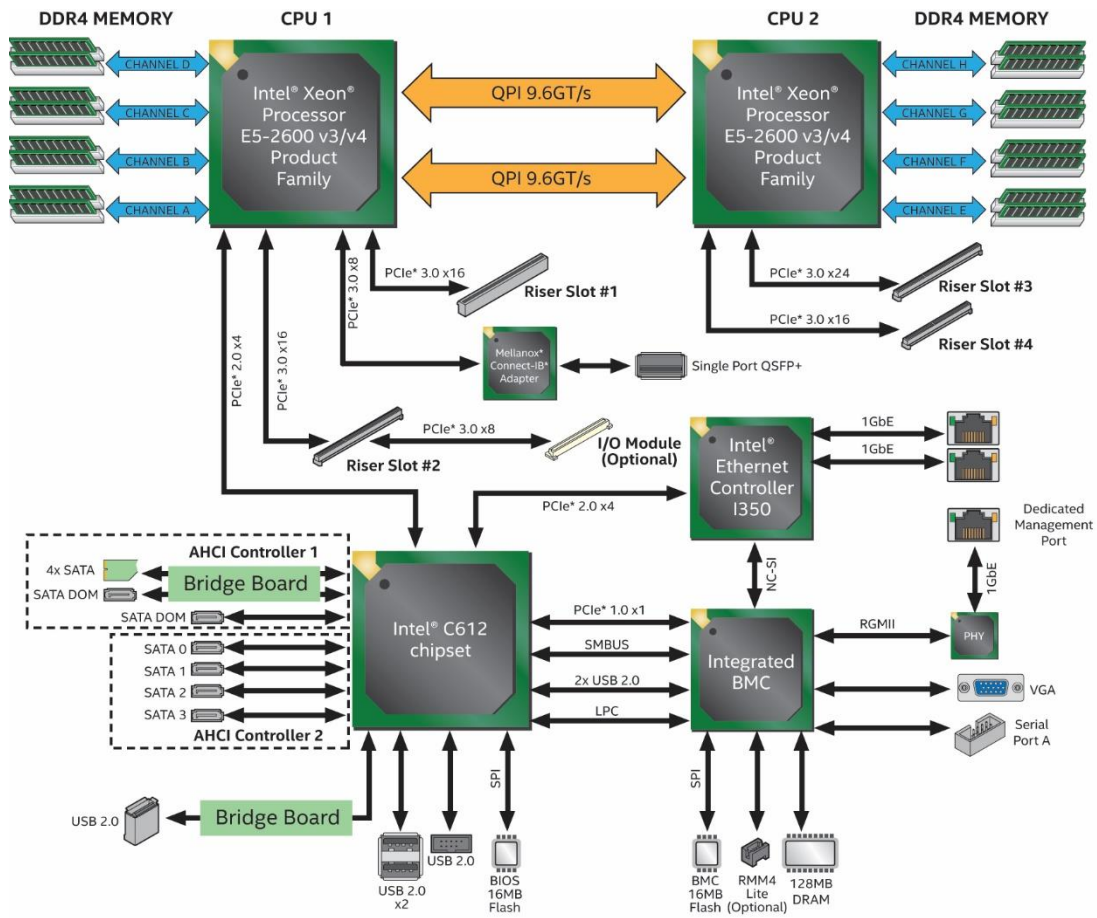 DDR4 MEMORY
CPU 1
CPU 2
DDR4 MEMORY
CHANNEL D
CHANNEL C
CHANNEL B
CHANNEL A
Intel® Xeon®
Processor
E5-2600 v3/v4
Product
Family
QPI 9.6GT/s
QPI 9.6GT/s
Intel® Xeon®
Processor
E5-2600 v3/v4
Product
Family
CHANNEL H
CHANNEL G
CHANNEL F
CHANNEL E
PCIe* 2.0 x4
PCIe* 3.0 x16
PCIe* 3.0 x8
PCIe* 3.0 x16
Riser Slot #1
PCIe* 3.0 x24
Riser Slot #3
PCIe* 3.0 x16
Riser Slot #4
Mellanox*
Connect-IB*
Adapter
Single Port QSFP+
Riser Slot #2
PCIe* 3.0 x8
I/O Module
(Optional)
PCIe* 2.0 x4
Intel®
Ethernet
Controller
I350
1GbE
1GbE
Dedicated
Management
Port
1GbE
NC-SI
AHCI Controller 1
4x SATA
Bridge Board
SATA DOM
SATA DOM
SATA 0
SATA 1
SATA 2
SATA 3
AHCI Controller 2
Intel® C612
chipset
PCIe* 1.0 x1
SMBUS
2x USB 2.0
LPC
Integrated
BMC
RGMII
PHY
VGA
Serial
Port A
USB 2.0
Bridge Board
USB 2.0
x2
USB 2.0
SPI
BIOS
16MB
Flash
SPI
BMC
16MB
Flash
RMM4
Lite
(Optional)
128MB
DRAM